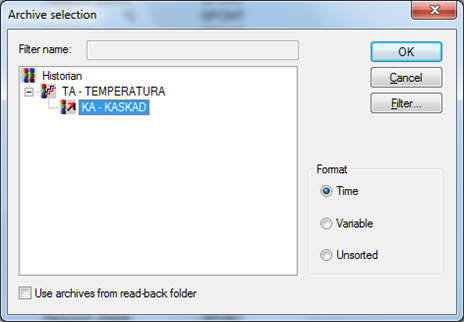 Archive selection
Filter name:
OK
Historian
TA - TEMPERATURA
KA - KASKAD
Cancel
Filter...
Format
Time
Variable
Unsorted
Use archives from read-back folder